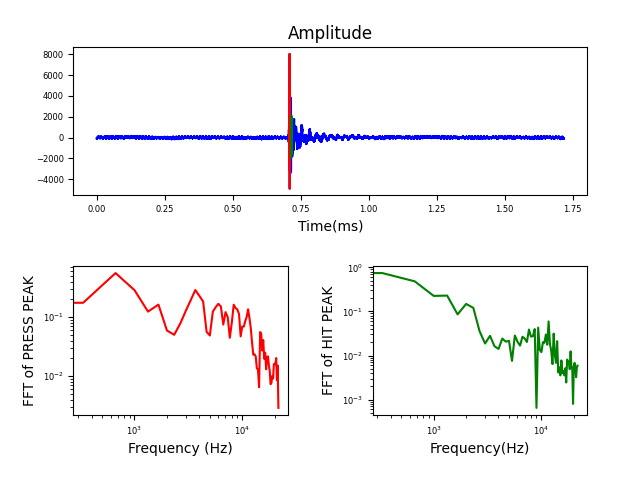 Amplitude
8000
6000
4000
2000
0
−2000
−4000
0.00 0.25 0.50 0.75 1.00 1.25 1.50 1.75
Time(ms)
FFT of PRESS PEAK
10⁻¹
10⁻²
10³ 10⁴
Frequency (Hz)
FFT of HIT PEAK
10⁰
10⁻¹
10⁻²
10⁻³
10³ 10⁴
Frequency(Hz)